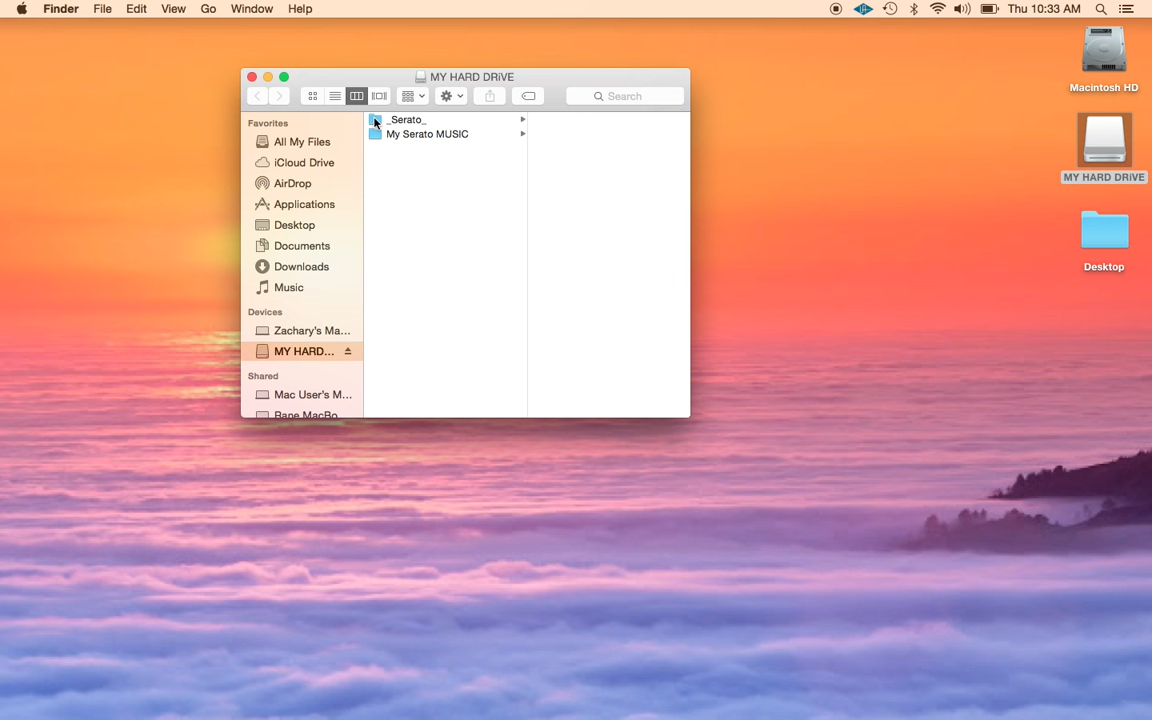 Finder File Edit View Go Window Help Thu 10:33 AM
MY HARD DRiVE
Search
Favorites
All My Files
iCloud Drive
AirDrop
Applications
Desktop
Documents
Downloads
Music
Devices
Zachary's Ma...
MY HARD...
Shared
Mac User's M...
Rane MacBo...
_Serato_
My Serato MUSIC
Macintosh HD
MY HARD DRiVE
Desktop